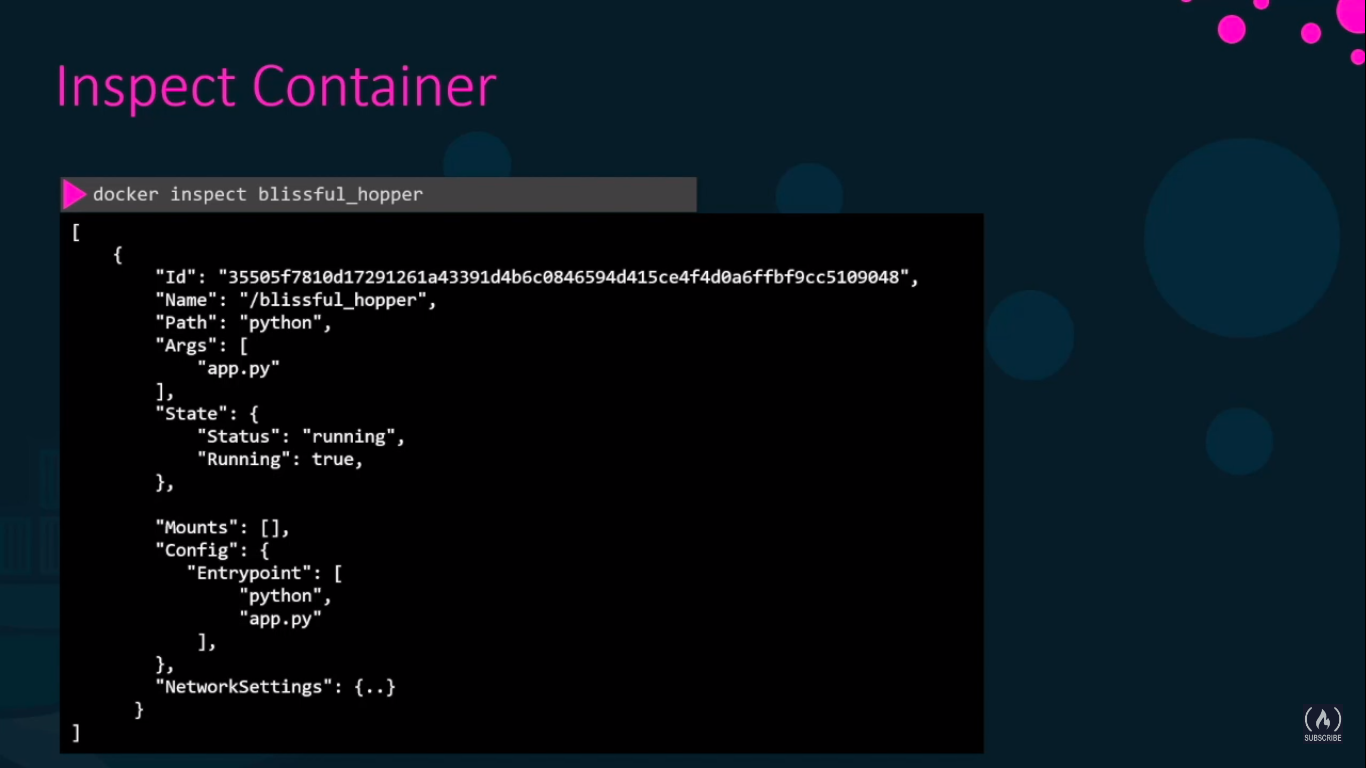 Inspect Container
docker inspect blissful_hopper
[
{
"Id": "35505f7810d17291261a43391d4b6c0846594d415ce4f4d0a6ffbf9cc5109048",
"Name": "/blissful_hopper",
"Path": "python",
"Args": [
"app.py"
],
"State": {
"Status": "running",
"Running": true,
},
"Mounts": [],
"Config": {
"Entrypoint": [
"python",
"app.py"
],
},
"NetworkSettings": {..}
}
]
SUBSCRIBE